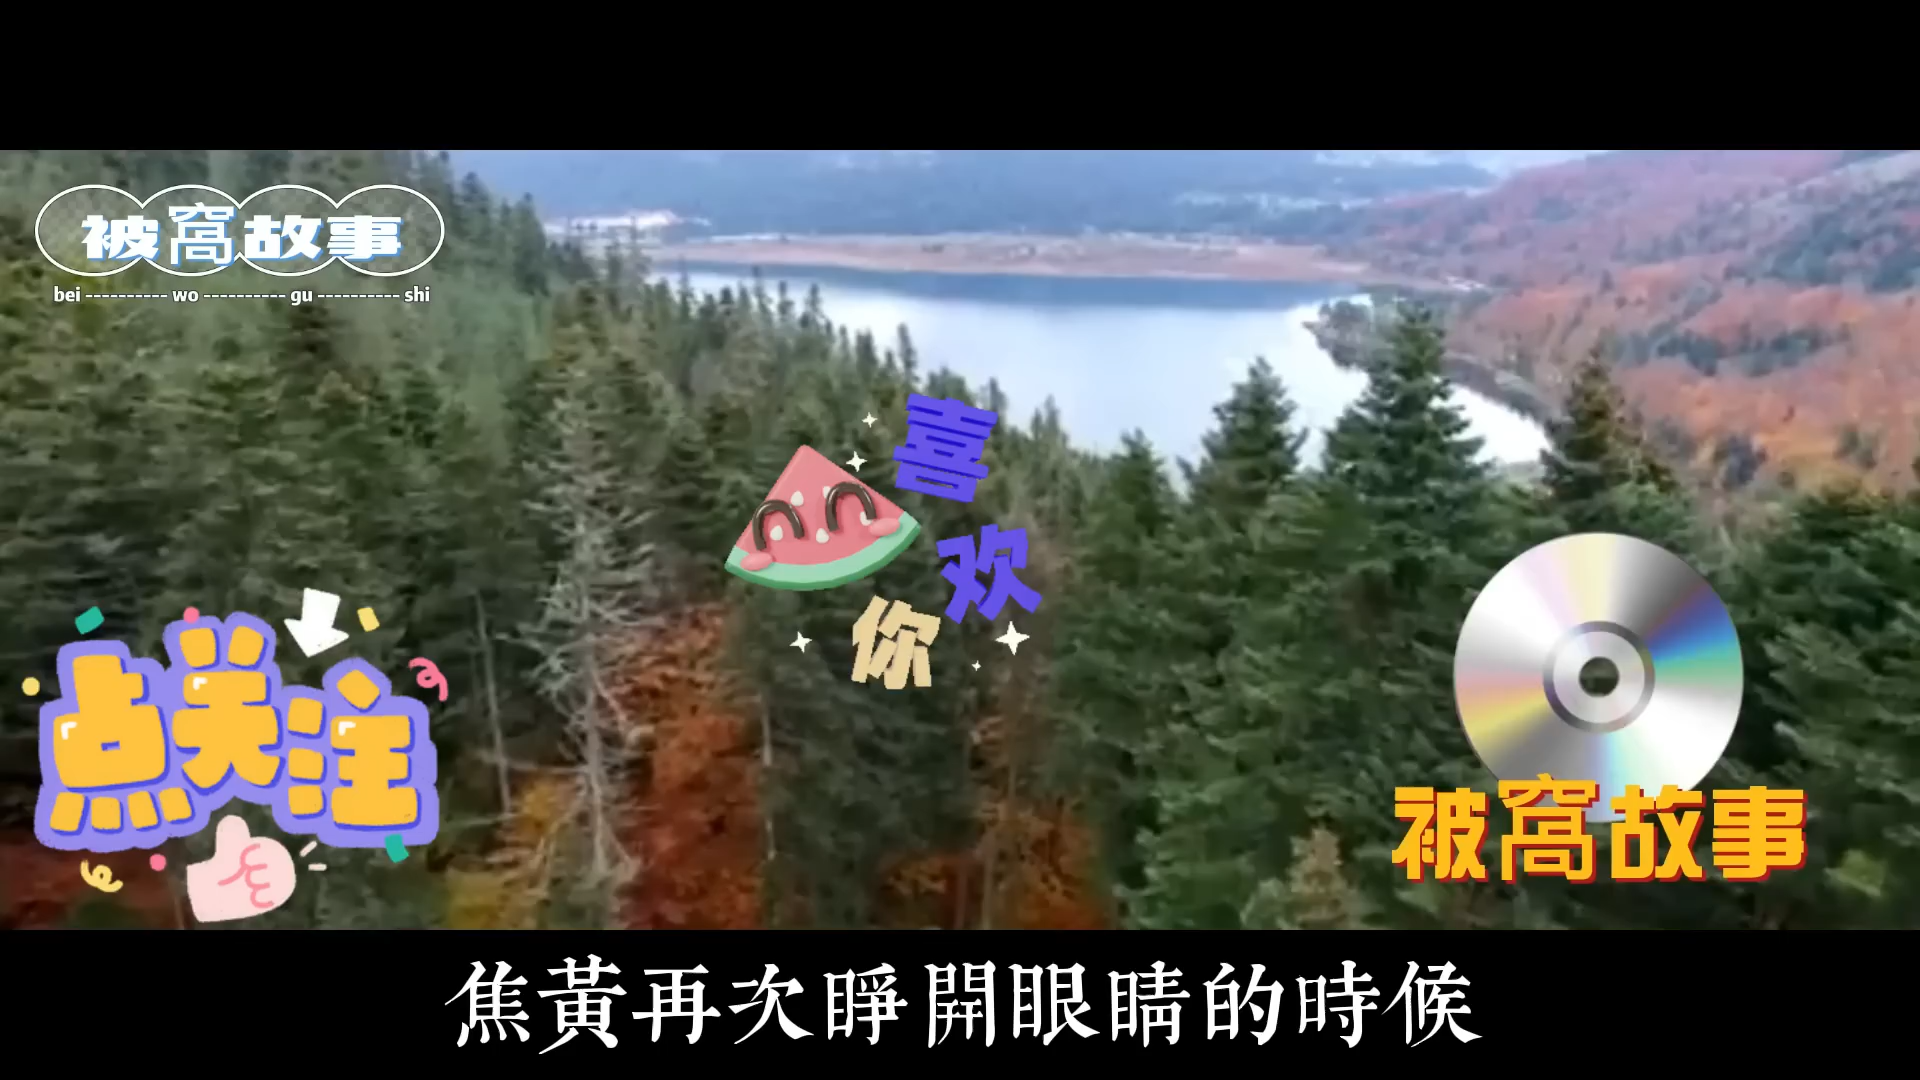 被窩故事
bei ---------- wo ---------- gu ---------- shi
喜
欢
你
点关注
被窩故事
焦黃再次睜開眼睛的時候